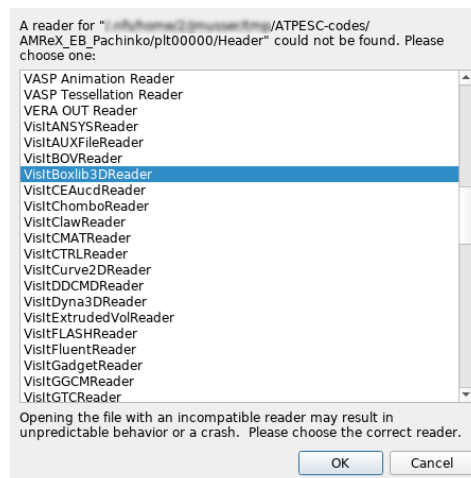 A reader for "/ATPESC-codes/
AMReX_EB_Pachinko/plt00000/Header" could not be found. Please
choose one:
VASP Animation Reader
VASP Tessellation Reader
VERA OUT Reader
VisItANSYSReader
VisItAUXFileReader
VisItBOVReader
VisItBoxlib3DReader
VisItCEAucdReader
VisItChomboReader
VisItClawReader
VisItCMATReader
VisItCTRLReader
VisItCurve2DReader
VisItDDCMDReader
VisItDyna3DReader
VisItExtrudedVolReader
VisItFLASHReader
VisItFluentReader
VisItGadgetReader
VisItGGCMReader
VisItGTCReader
Opening the file with an incompatible reader may result in
unpredictable behavior or a crash.  Please choose the correct reader.
OK Cancel